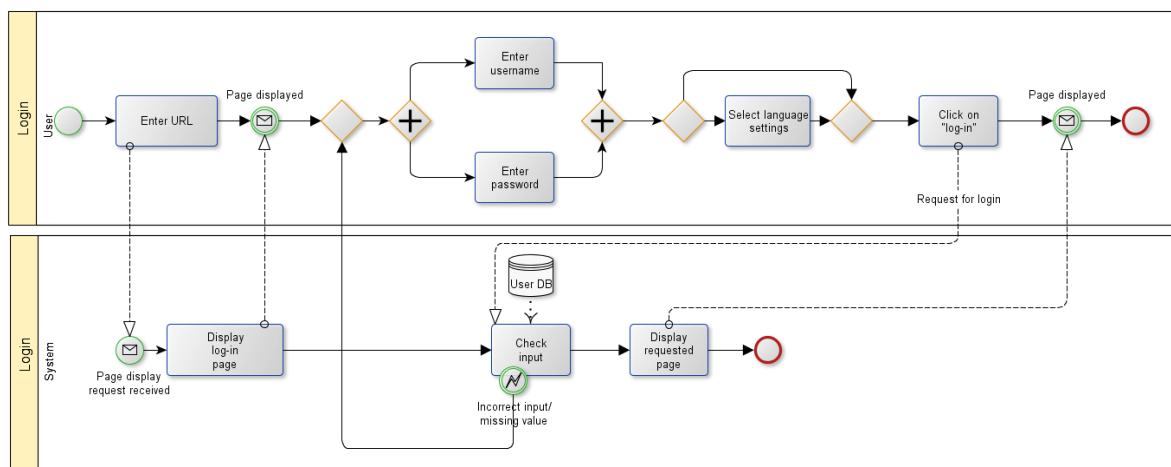 Login
User
Enter URL
Page displayed
Enter
username
Enter
password
Select language
settings
Click on
"log-in"
Page displayed
Request for login
Login
System
Page display
request received
Display
log-in
page
User DB
Check
input
Incorrect input/
missing value
Display
requested
page